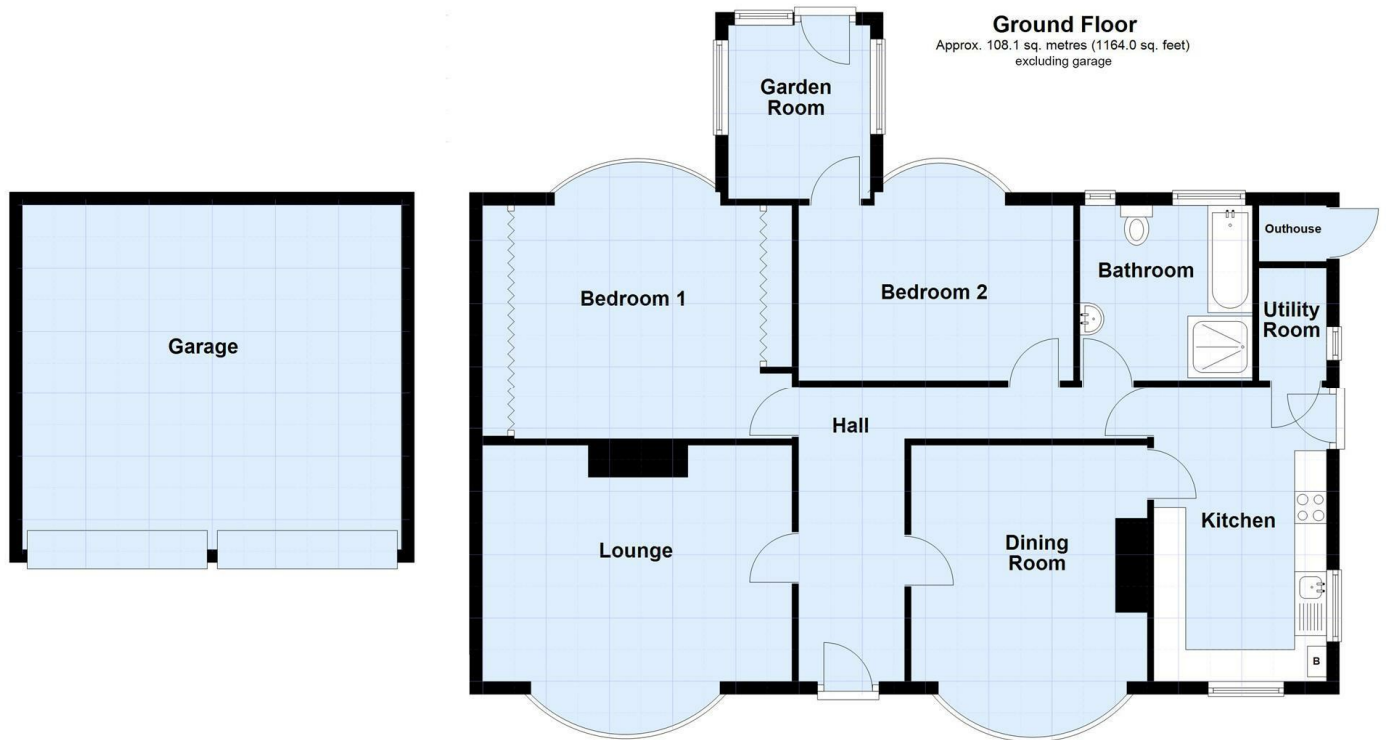 Ground Floor
Approx. 108.1 sq. metres (1164.0 sq. feet)
excluding garage
Garden
Room
Outhouse
Bathroom
Bedroom 1
Bedroom 2
Utility
Room
Garage
Hall
Kitchen
Lounge
Dining
Room
B